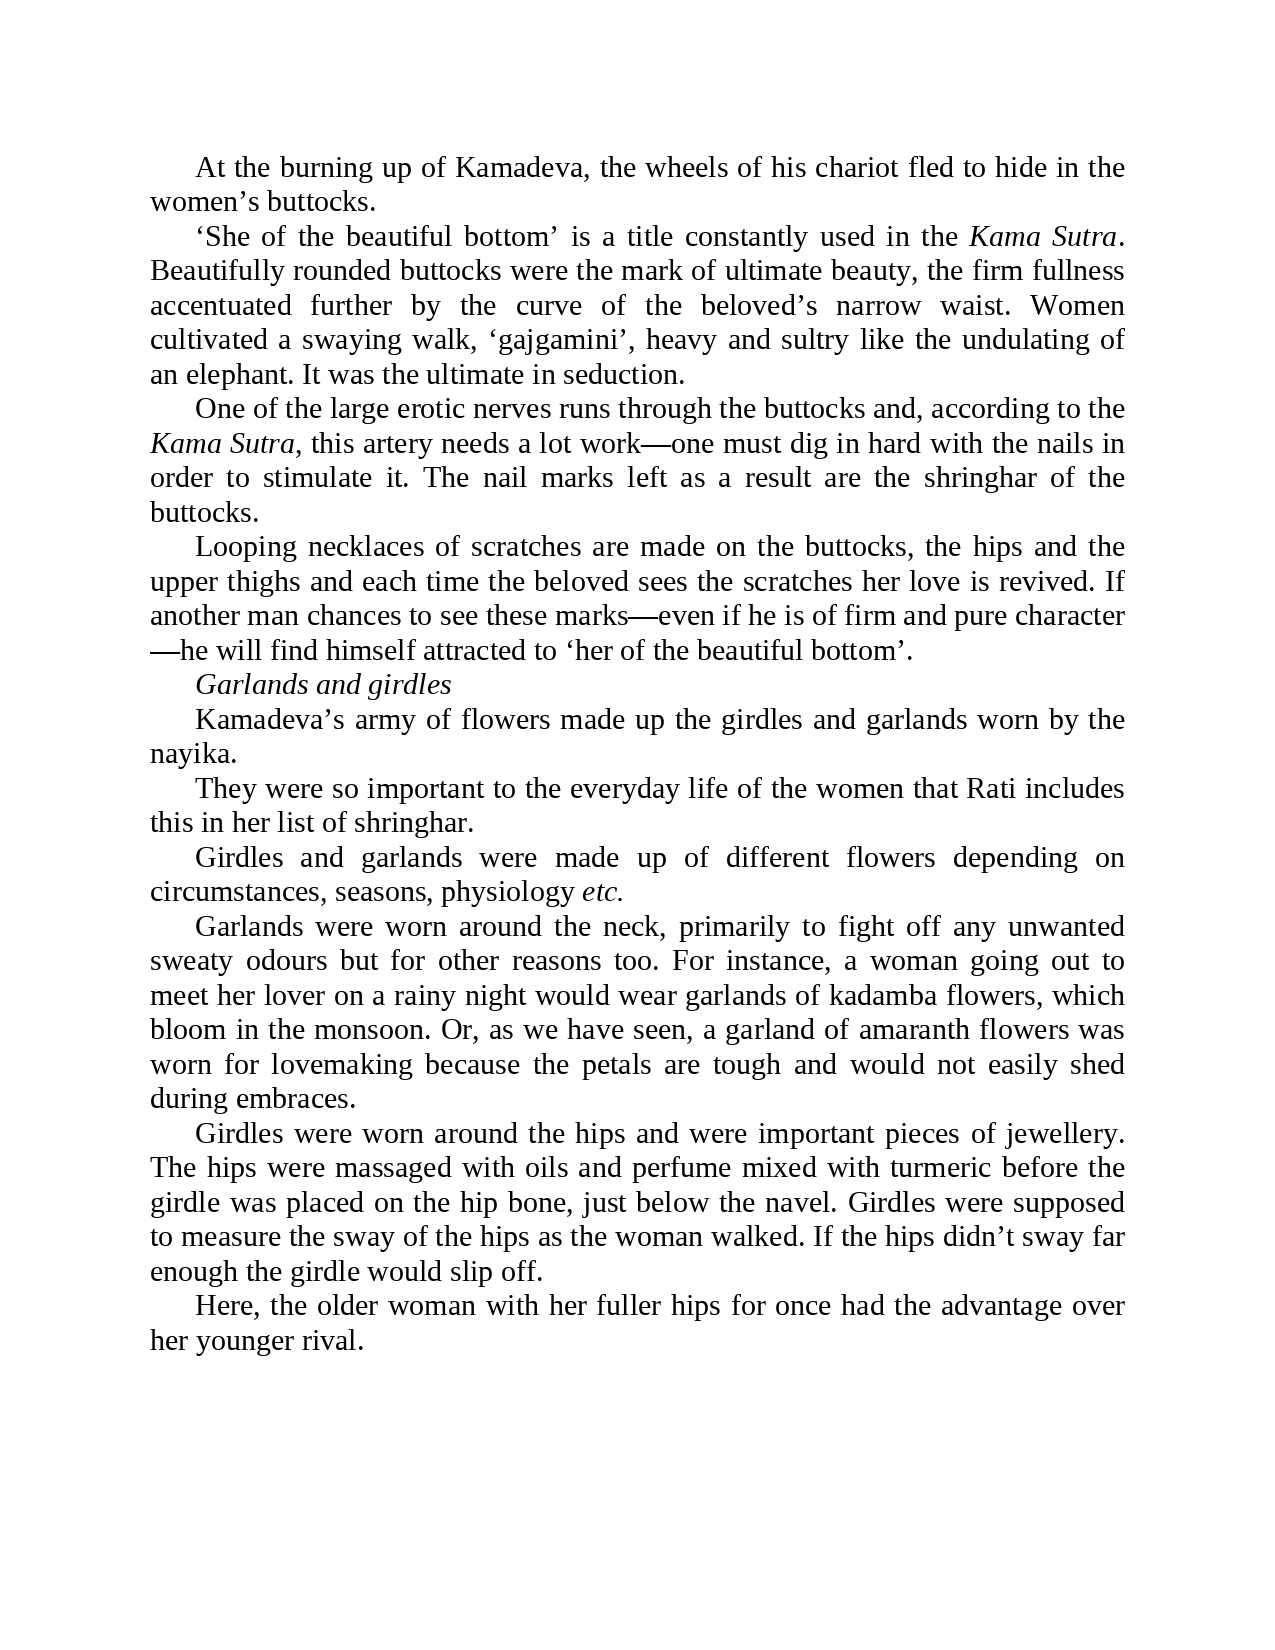 At the burning up of Kamadeva, the wheels of his chariot fled to hide in the
women’s buttocks.
‘She of the beautiful bottom’ is a title constantly used in the Kama Sutra.
Beautifully rounded buttocks were the mark of ultimate beauty, the firm fullness
accentuated further by the curve of the beloved’s narrow waist. Women
cultivated a swaying walk, ‘gajgamini’, heavy and sultry like the undulating of
an elephant. It was the ultimate in seduction.
One of the large erotic nerves runs through the buttocks and, according to the
Kama Sutra, this artery needs a lot work—one must dig in hard with the nails in
order to stimulate it. The nail marks left as a result are the shringhar of the
buttocks.
Looping necklaces of scratches are made on the buttocks, the hips and the
upper thighs and each time the beloved sees the scratches her love is revived. If
another man chances to see these marks—even if he is of firm and pure character
—he will find himself attracted to ‘her of the beautiful bottom’.
Garlands and girdles
Kamadeva’s army of flowers made up the girdles and garlands worn by the
nayika.
They were so important to the everyday life of the women that Rati includes
this in her list of shringhar.
Girdles and garlands were made up of different flowers depending on
circumstances, seasons, physiology etc.
Garlands were worn around the neck, primarily to fight off any unwanted
sweaty odours but for other reasons too. For instance, a woman going out to
meet her lover on a rainy night would wear garlands of kadamba flowers, which
bloom in the monsoon. Or, as we have seen, a garland of amaranth flowers was
worn for lovemaking because the petals are tough and would not easily shed
during embraces.
Girdles were worn around the hips and were important pieces of jewellery.
The hips were massaged with oils and perfume mixed with turmeric before the
girdle was placed on the hip bone, just below the navel. Girdles were supposed
to measure the sway of the hips as the woman walked. If the hips didn’t sway far
enough the girdle would slip off.
Here, the older woman with her fuller hips for once had the advantage over
her younger rival.